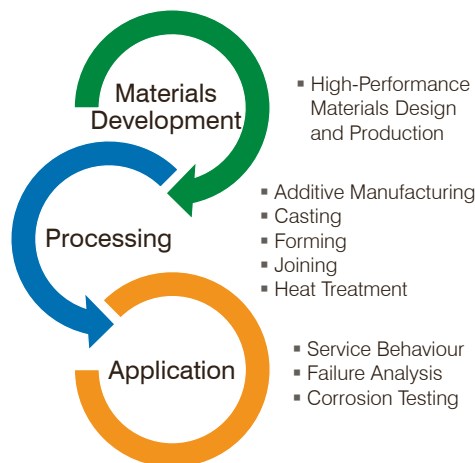 Materials
Development
▪ High-Performance
Materials Design
and Production
Processing
▪ Additive Manufacturing
▪ Casting
▪ Forming
▪ Joining
▪ Heat Treatment
Application
▪ Service Behaviour
▪ Failure Analysis
▪ Corrosion Testing